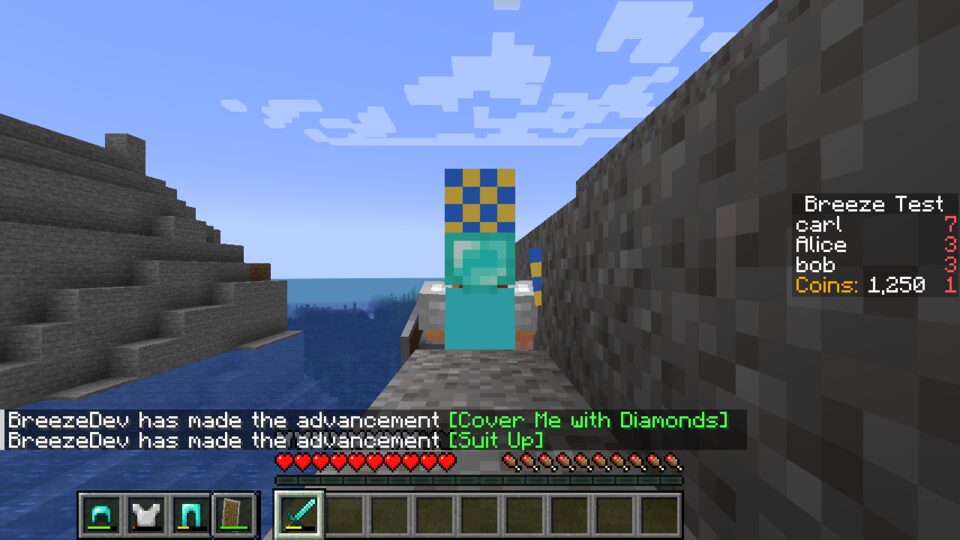 Breeze Test
carl 7
Alice 3
bob 3
Coins: 1,250 1
BreezeDev has made the advancement [Cover Me with Diamonds]
BreezeDev has made the advancement [Suit Up]